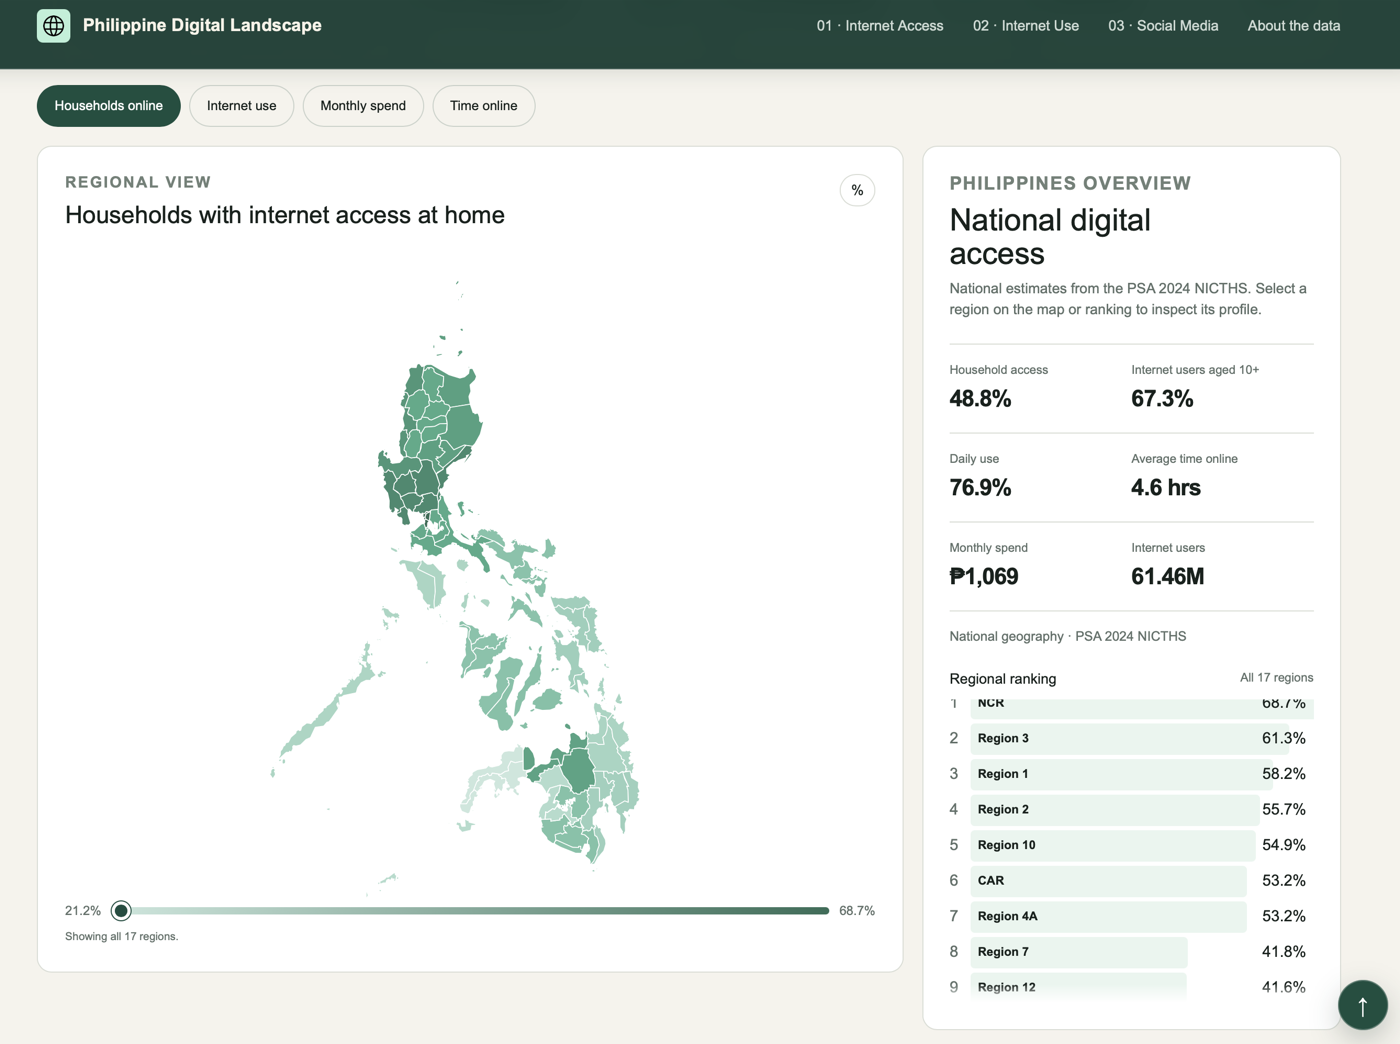 Philippine Digital Landscape
01 · Internet Access
02 · Internet Use
03 · Social Media
About the data
Households online
Internet use
Monthly spend
Time online
REGIONAL VIEW
%
Households with internet access at home
21.2%
68.7%
Showing all 17 regions.
PHILIPPINES OVERVIEW
National digital
access
National estimates from the PSA 2024 NICTHS. Select a
region on the map or ranking to inspect its profile.
Household access
Internet users aged 10+
48.8%
67.3%
Daily use
Average time online
76.9%
4.6 hrs
Monthly spend
Internet users
₱1,069
61.46M
National geography · PSA 2024 NICTHS
Regional ranking
All 17 regions
1 NCR 68.7%
2 Region 3 61.3%
3 Region 1 58.2%
4 Region 2 55.7%
5 Region 10 54.9%
6 CAR 53.2%
7 Region 4A 53.2%
8 Region 7 41.8%
9 Region 12 41.6%
↑